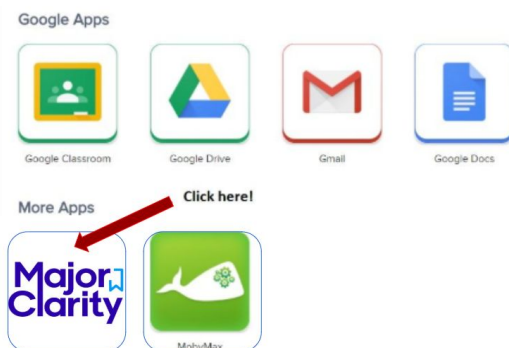 Google Apps
Google Classroom Google Drive Gmail Google Docs
Click here!
More Apps
Major
Clarity
MobyMax